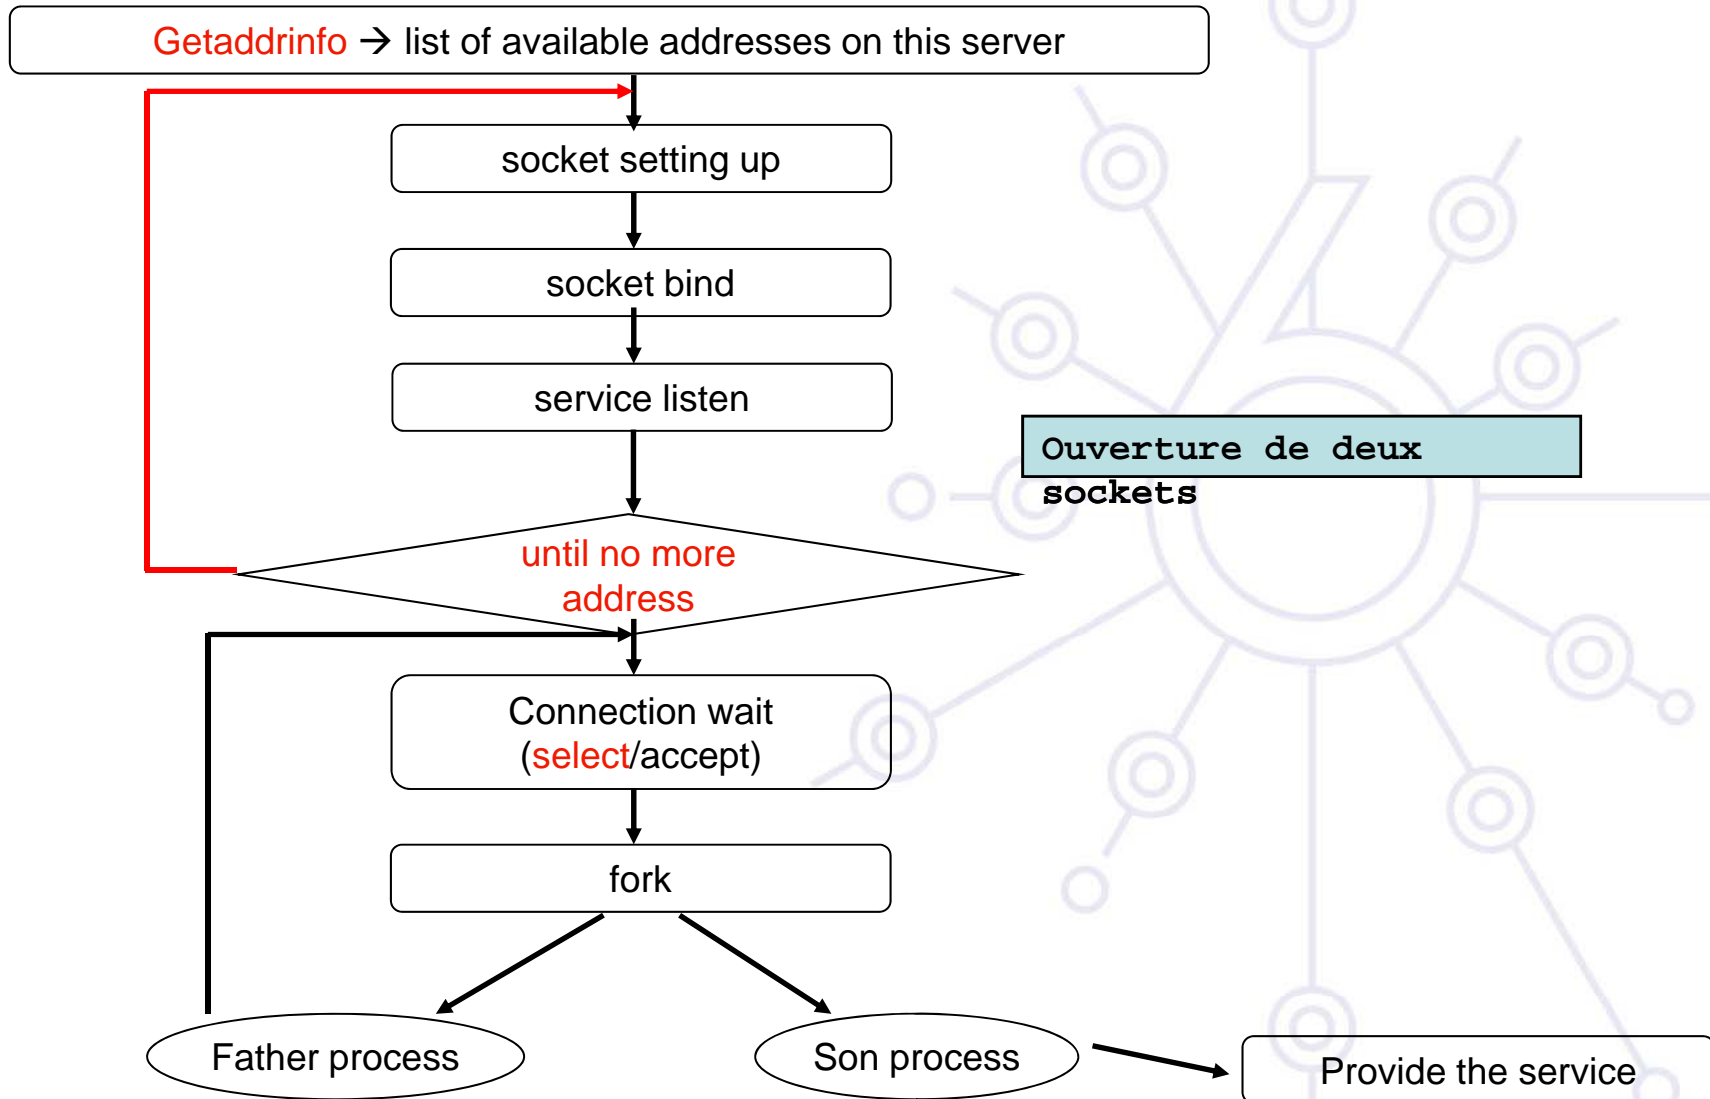 Getaddrinfo → list of available addresses on this server
socket setting up
socket bind
service listen
Ouverture de deux
sockets
until no more
address
Connection wait
(select/accept)
fork
Father process
Son process
Provide the service